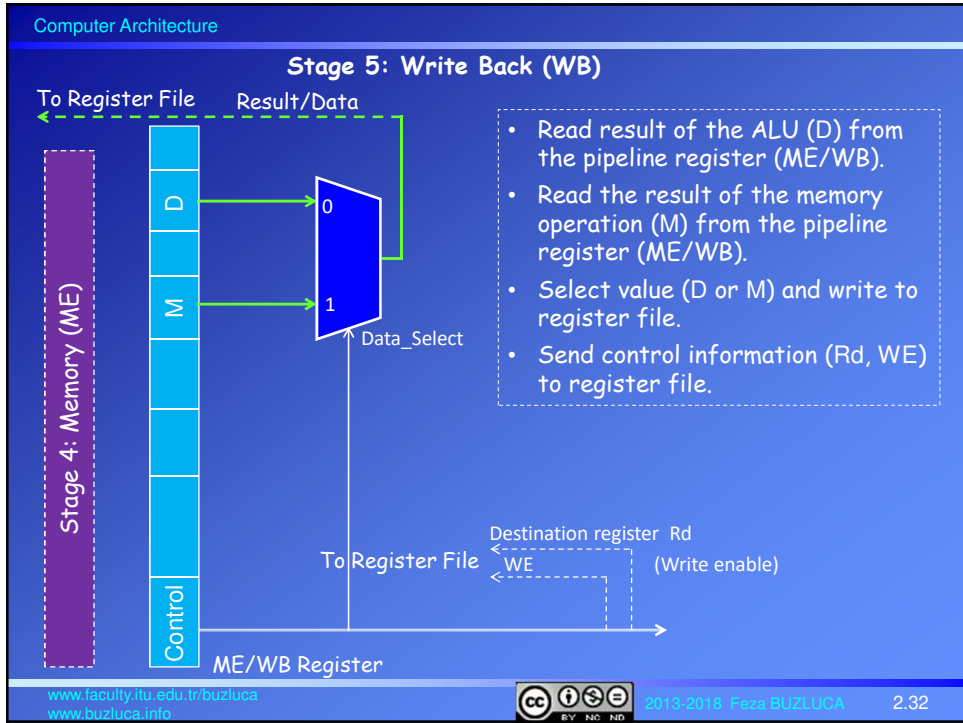 Computer Architecture
Stage 5: Write Back (WB)
To Register File
Result/Data
Stage 4: Memory (ME)
D
M
Control
0
1
Data_Select
• Read result of the ALU (D) from
the pipeline register (ME/WB).
• Read the result of the memory
operation (M) from the pipeline
register (ME/WB).
• Select value (D or M) and write to
register file.
• Send control information (Rd, WE)
to register file.
Destination register Rd
To Register File
WE
(Write enable)
ME/WB Register
www.faculty.itu.edu.tr/buzluca
www.buzluca.info
cc
BY NC ND
2013-2018 Feza BUZLUCA
2.32